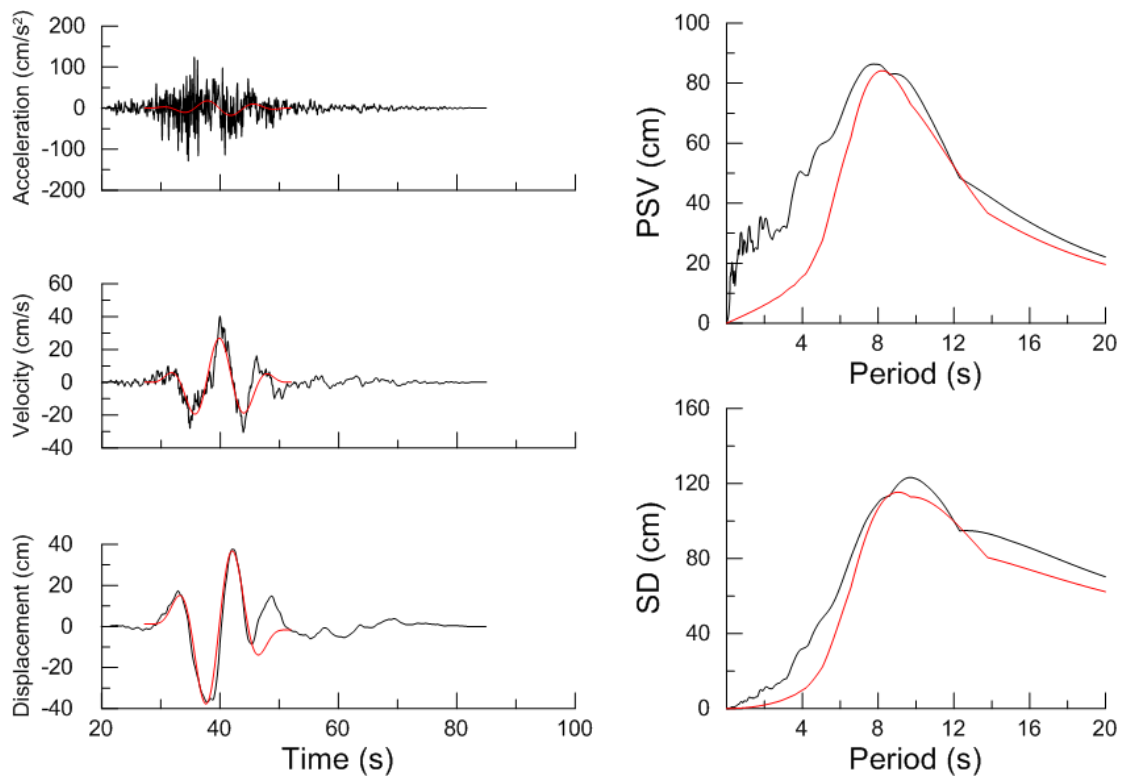 Acceleration (cm/s²)
200
100
0
-100
-200
Velocity (cm/s)
60
40
20
0
-20
-40
Displacement (cm)
40
20
0
-20
-40
20 40 60 80 100
Time (s)
PSV (cm)
100
80
60
40
20
0
4 8 12 16 20
Period (s)
SD (cm)
160
120
80
40
0
4 8 12 16 20
Period (s)